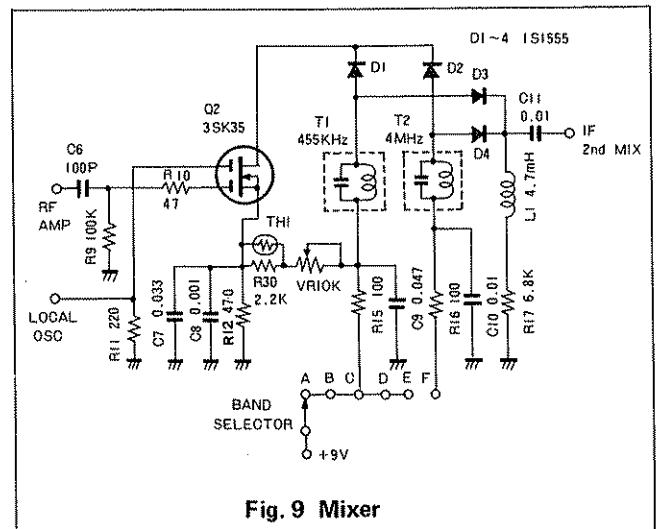 D1~4 1S1555
D1
D2
D3
C11
0.01
Q2
3SK35
T1
455KHz
T2
4MHz
D4
IF
2nd MIX
C6
100P
R10
47
L1 4.7mH
RF
AMP
R9 100K
TH1
R30
2.2K
VR10K
LOCAL
OSC
R11 220
C7 0.033
C8 0.001
R12 470
R15 100
C9 0.047
R16 100
C10 0.01
R17 6.8K
A B C D E F
BAND
SELECTOR
+9V
Fig. 9 Mixer